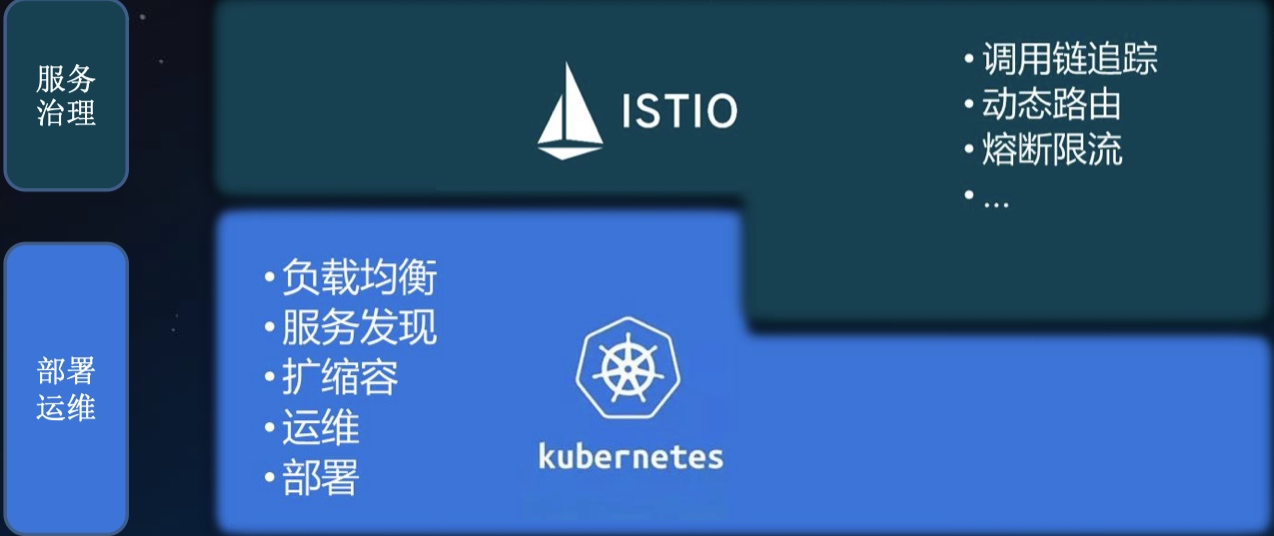 服务
治理
ISTIO
• 调用链追踪
• 动态路由
• 熔断限流
• ...
• 负载均衡
• 服务发现
• 扩缩容
• 运维
• 部署
部署
运维
kubernetes